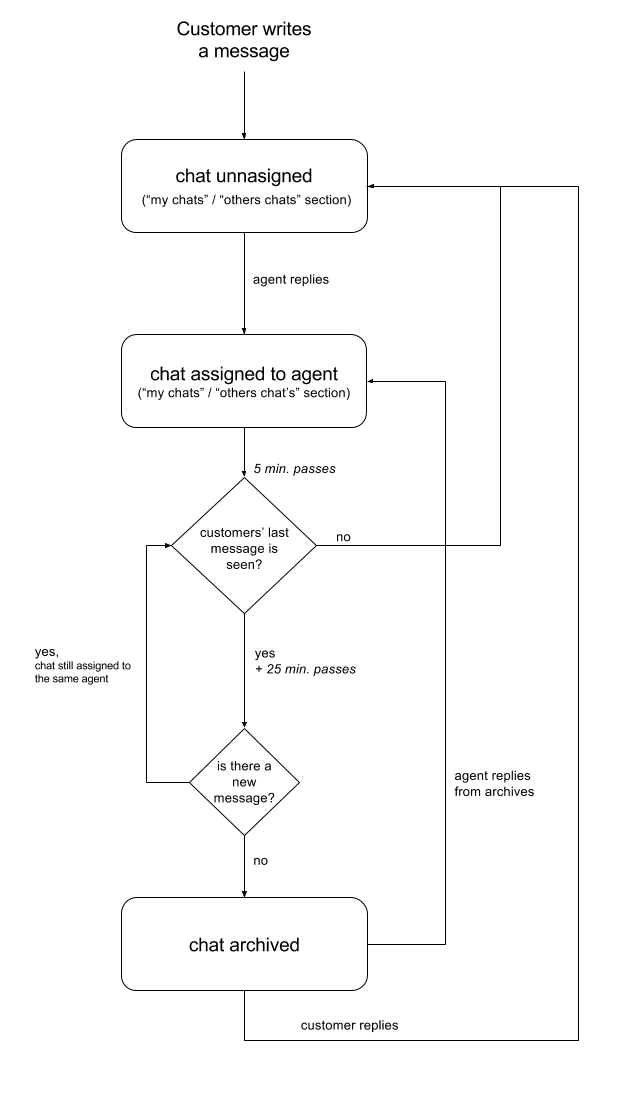 Customer writes
a message
chat unnasigned
(“my chats” / “others chats” section)
agent replies
chat assigned to agent
(“my chats” / “others chat’s” section)
5 min. passes
customers’ last
message is
seen?
no
yes,
chat still assigned to
the same agent
yes
+ 25 min. passes
is there a
new
message?
agent replies
from archives
no
chat archived
customer replies